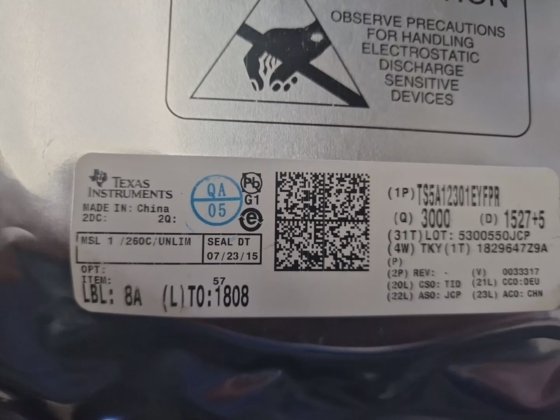 OBSERVE PRECAUTIONS
FOR HANDLING
ELECTROSTATIC
DISCHARGE
SENSITIVE
DEVICES
TEXAS
INSTRUMENTS
MADE IN: China
2DC: 2Q:
QA
05
Pb
G1
e
MSL 1 /260C/UNLIM
SEAL DT
07/23/15
OPT:
ITEM: 57
LBL: 8A (L)TO:1808
(1P) TS5A12301EYFPR
(Q) 3000 (D) 1527+5
(31T) LOT: 5300550JCP
(4W) TKY (1T) 1829647Z9A
(P)
(2P) REV: - (V) 0033317
(20L) CSO: TID (21L) CCO:DEU
(22L) ASO: JCP (23L) ACO: CHN